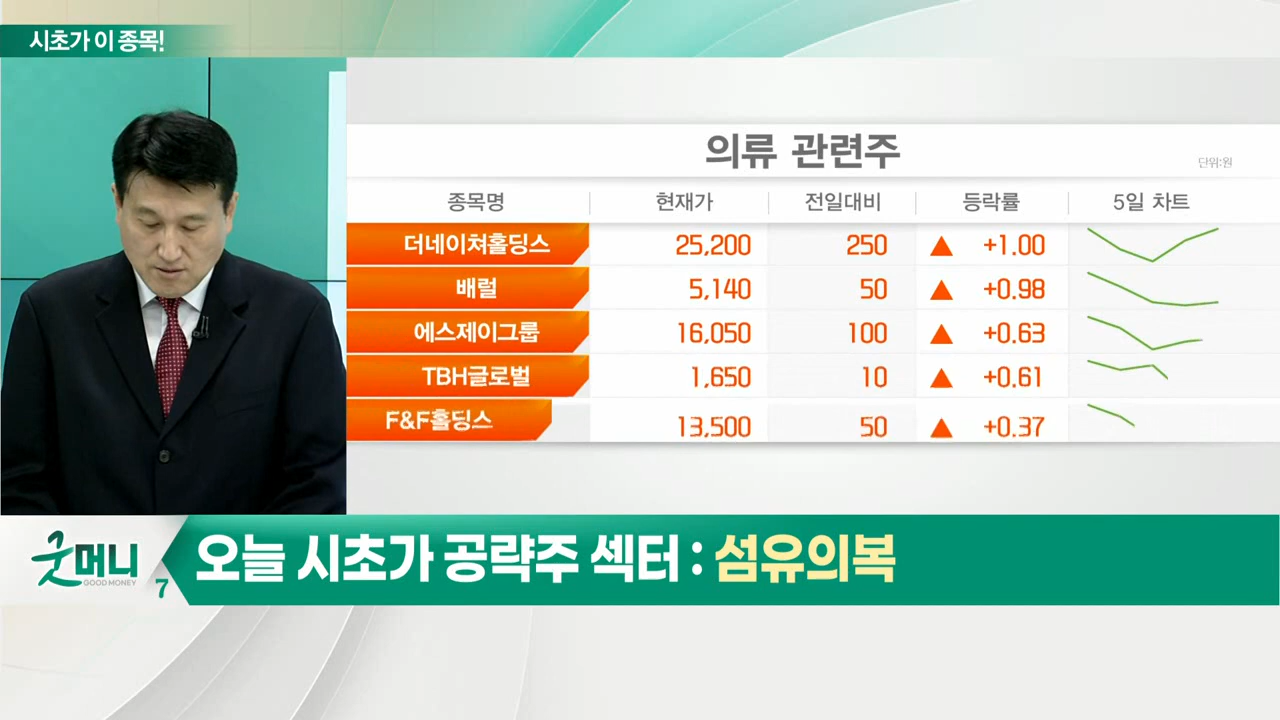 시초가 이 종목!
의류 관련주
단위:원
종목명 현재가 전일대비 등락률 5일 차트
더네이쳐홀딩스 25,200 250 ▲ +1.00
배럴 5,140 50 ▲ +0.98
에스제이그룹 16,050 100 ▲ +0.63
TBH글로벌 1,650 10 ▲ +0.61
F&F홀딩스 13,500 50 ▲ +0.37
굿머니
GOOD MONEY
7
오늘 시초가 공략주 섹터 : 섬유의복